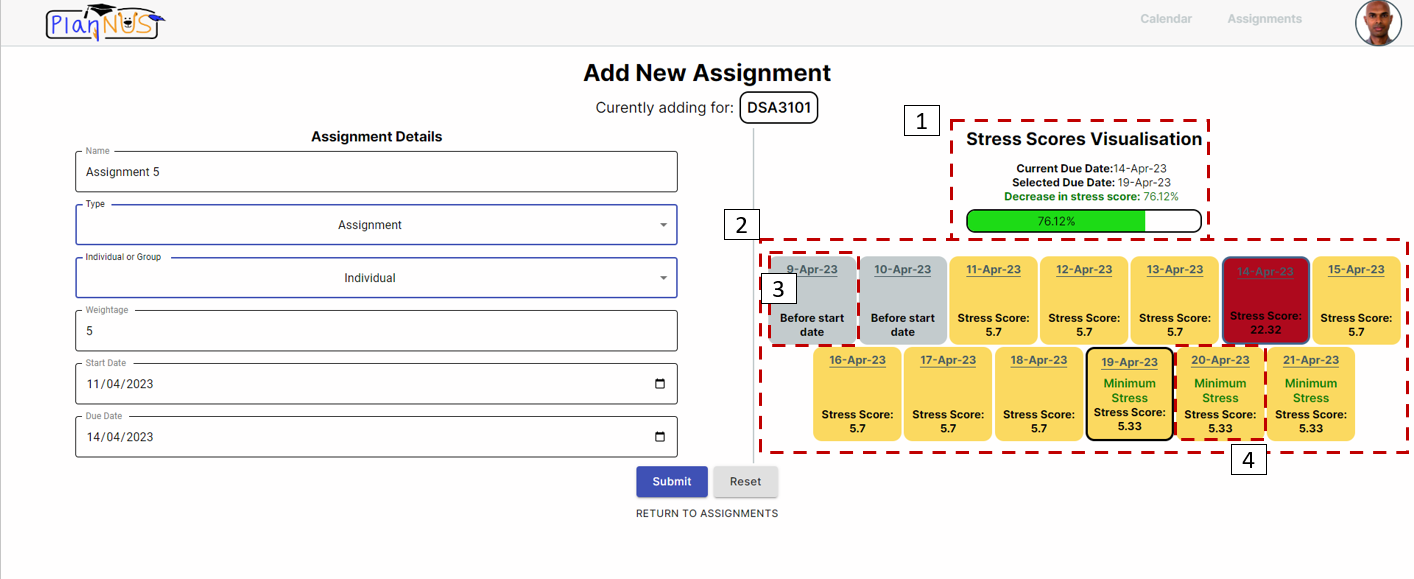 PlanNUS
Calendar
Assignments
Add New Assignment
Curently adding for: DSA3101
Assignment Details
Name
Assignment 5
Type
Assignment
Individual or Group
Individual
Weightage
5
Start Date
11/04/2023
Due Date
14/04/2023
1
Stress Scores Visualisation
Current Due Date:14-Apr-23
Selected Due Date: 19-Apr-23
Decrease in stress score: 76.12%
76.12%
2
3
9-Apr-23
Before start
date
10-Apr-23
Before start
date
11-Apr-23
Stress Score:
5.7
12-Apr-23
Stress Score:
5.7
13-Apr-23
Stress Score:
5.7
14-Apr-23
Stress Score:
22.32
15-Apr-23
Stress Score:
5.7
16-Apr-23
Stress Score:
5.7
17-Apr-23
Stress Score:
5.7
18-Apr-23
Stress Score:
5.7
19-Apr-23
Minimum
Stress
Stress Score:
5.33
20-Apr-23
Minimum
Stress
Stress Score:
5.33
21-Apr-23
Minimum
Stress
Stress Score:
5.33
4
Submit
Reset
RETURN TO ASSIGNMENTS